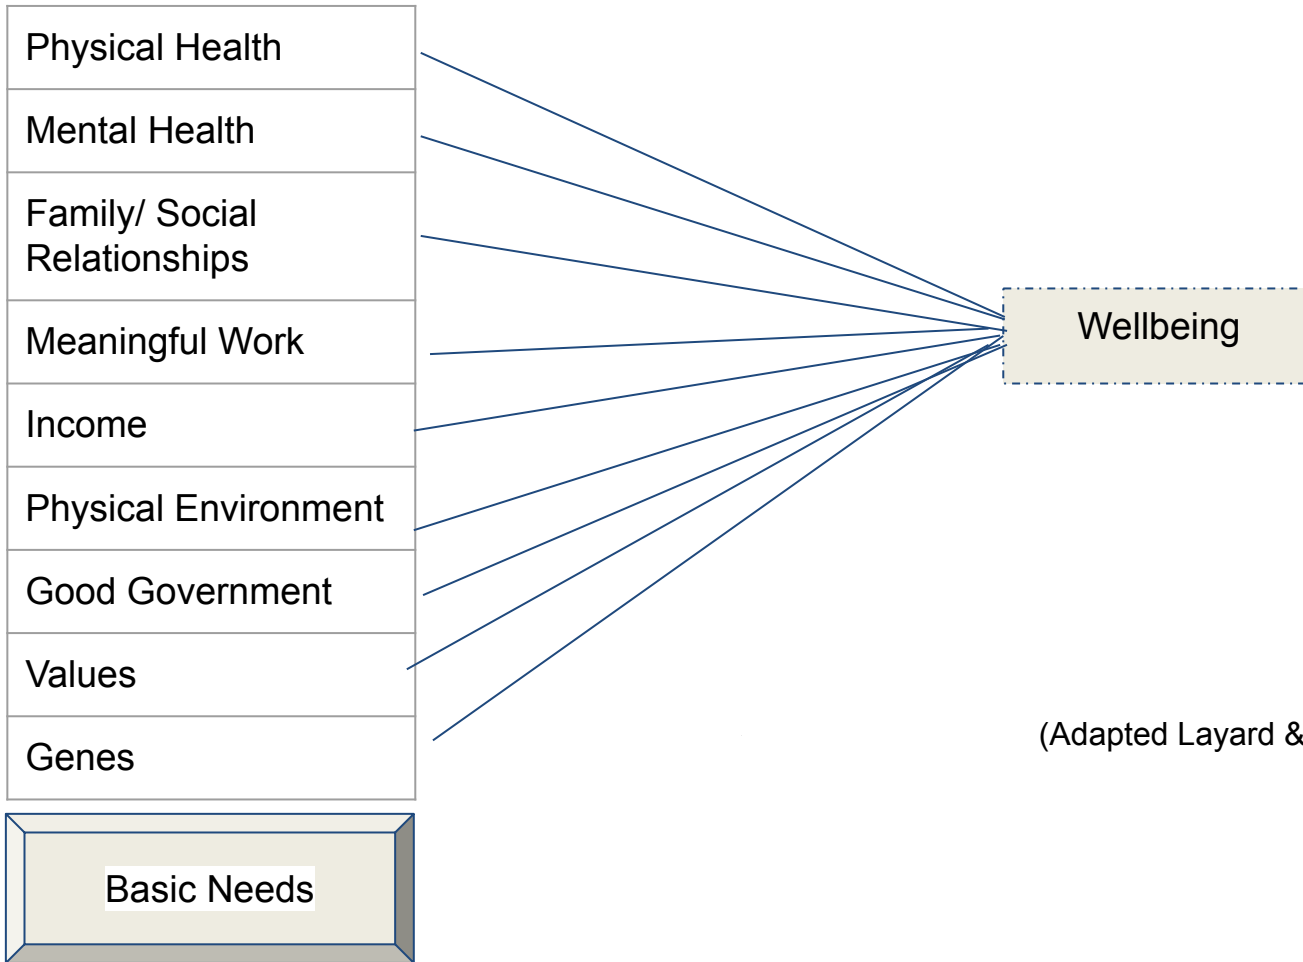 Physical Health
Mental Health
Family/ Social
Relationships
Meaningful Work
Income
Physical Environment
Good Government
Values
Genes
Basic Needs
Wellbeing
(Adapted Layard &